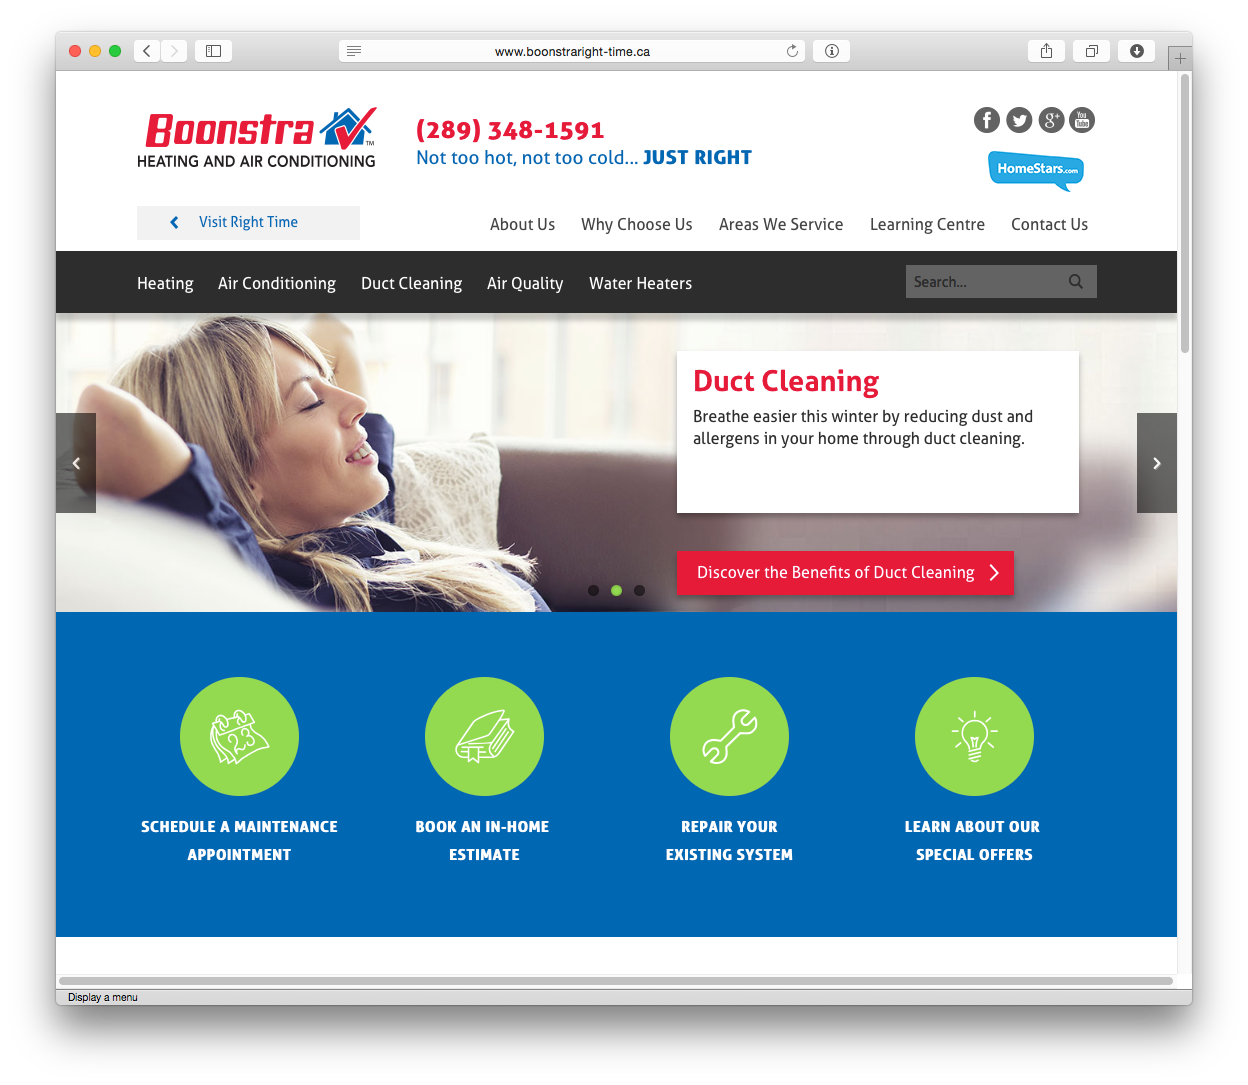 www.boonstraright-time.ca
Boonstra
TM
HEATING AND AIR CONDITIONING
(289) 348-1591
Not too hot, not too cold... JUST RIGHT
f
g+
You
Tube
HomeStars.com
Visit Right Time
About Us Why Choose Us Areas We Service Learning Centre Contact Us
Heating Air Conditioning Duct Cleaning Air Quality Water Heaters
Search...
Duct Cleaning
Breathe easier this winter by reducing dust and
allergens in your home through duct cleaning.
Discover the Benefits of Duct Cleaning
23
SCHEDULE A MAINTENANCE
APPOINTMENT
BOOK AN IN-HOME
ESTIMATE
REPAIR YOUR
EXISTING SYSTEM
LEARN ABOUT OUR
SPECIAL OFFERS
Display a menu